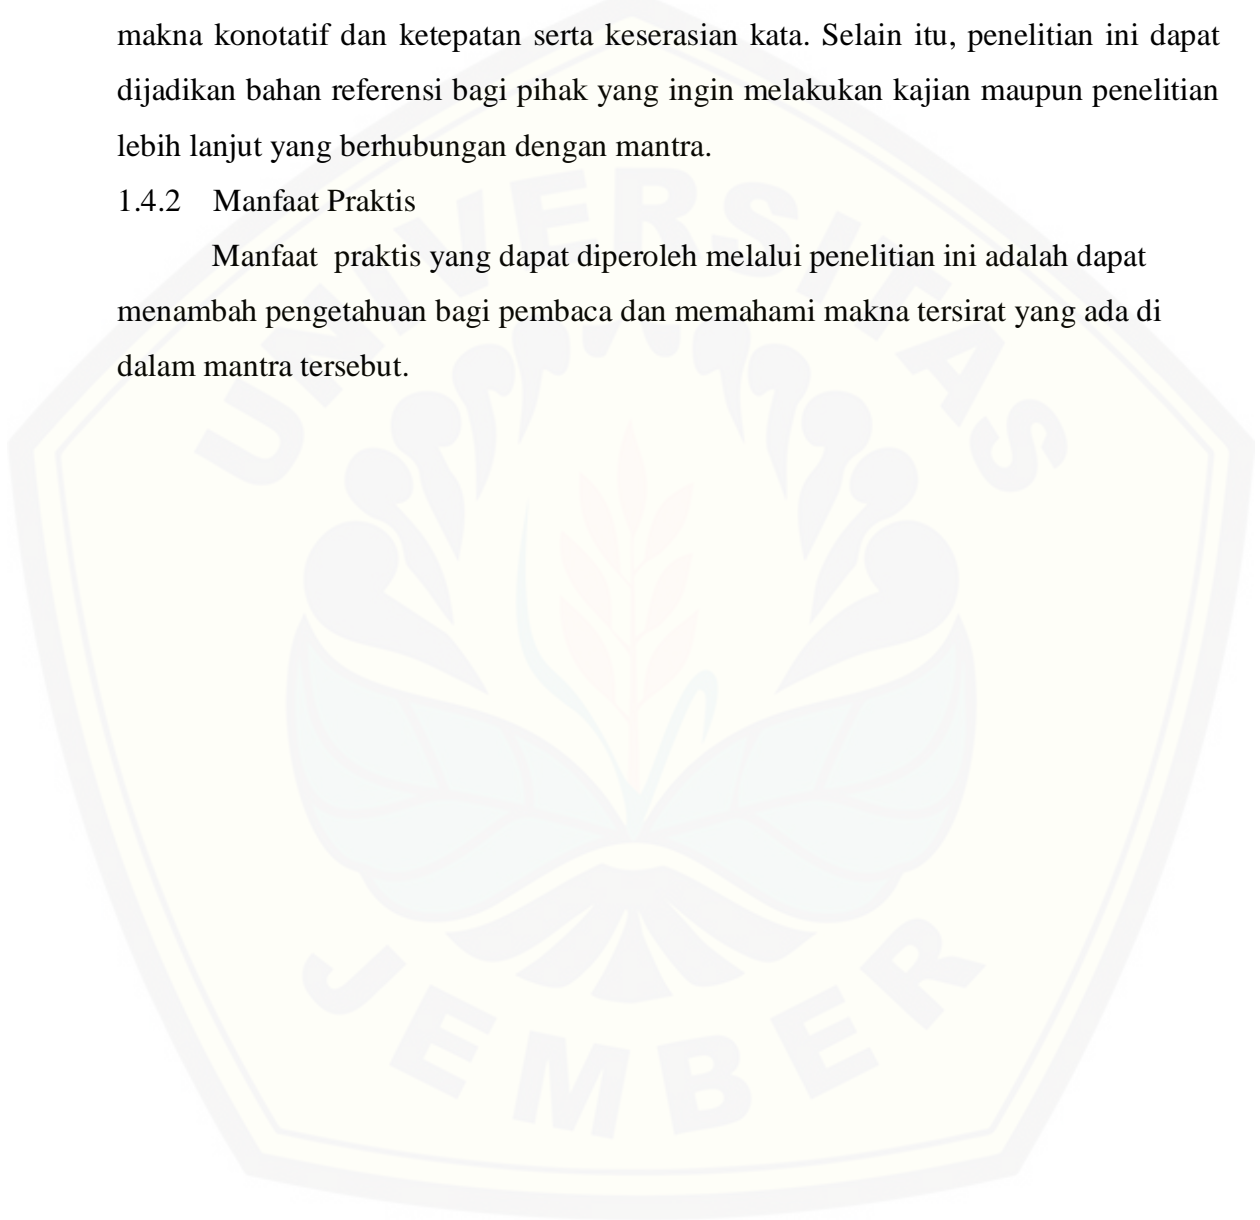 makna konotatif dan ketepatan serta keserasian kata. Selain itu, penelitian ini dapat
dijadikan bahan referensi bagi pihak yang ingin melakukan kajian maupun penelitian
lebih lanjut yang berhubungan dengan mantra.
1.4.2 Manfaat Praktis
Manfaat praktis yang dapat diperoleh melalui penelitian ini adalah dapat
menambah pengetahuan bagi pembaca dan memahami makna tersirat yang ada di
dalam mantra tersebut.
UNIVERSITAS
JEMBER